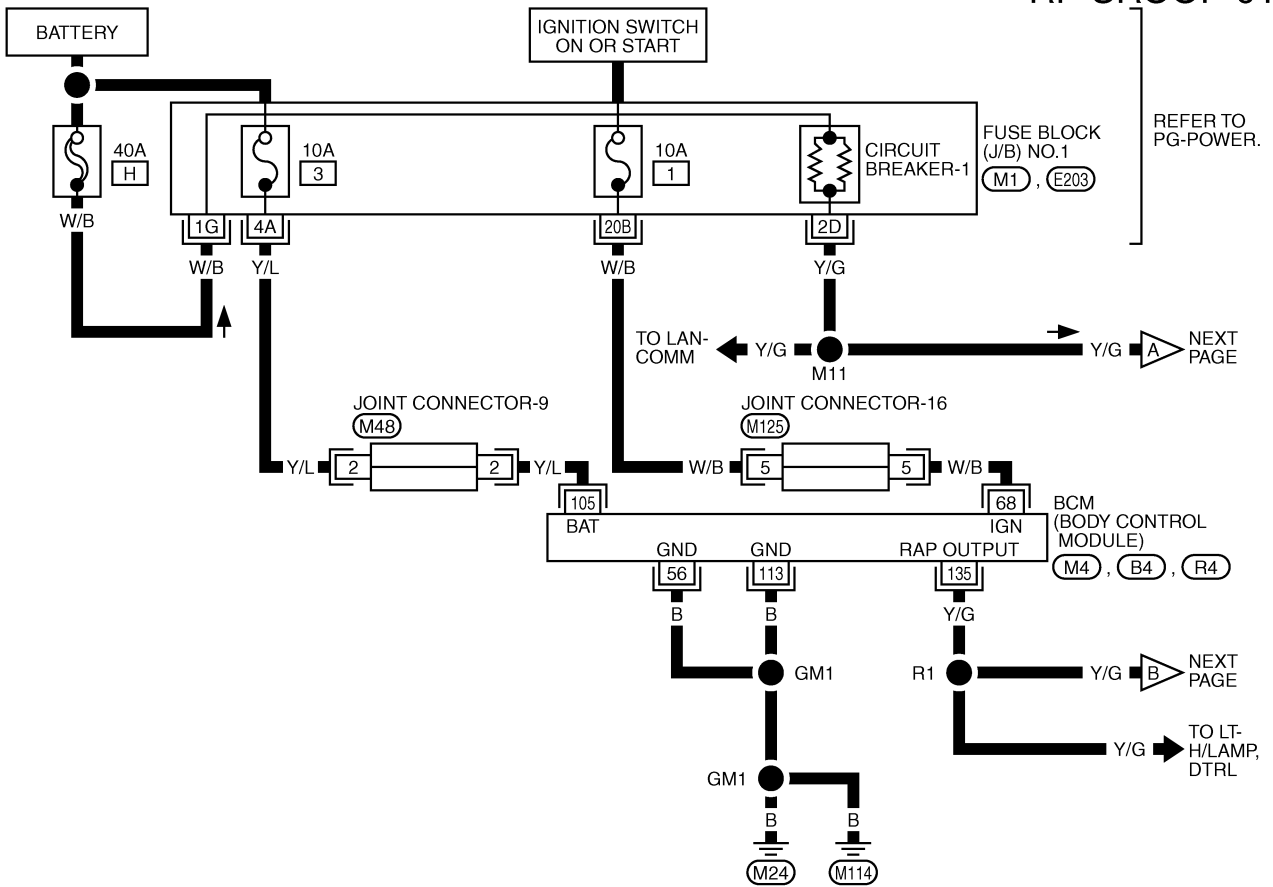 BATTERY
IGNITION SWITCH
ON OR START
REFER TO
PG-POWER.
40A
H
10A
3
10A
1
CIRCUIT
BREAKER-1
FUSE BLOCK
(J/B) NO.1
M1 , E203
W/B
1G
4A
20B
2D
W/B
Y/L
W/B
Y/G
TO LAN-
COMM
Y/G
M11
Y/G
A
NEXT
PAGE
JOINT CONNECTOR-9
M48
JOINT CONNECTOR-16
M125
Y/L
2
2
Y/L
W/B
5
5
W/B
105
BAT
68
IGN
BCM
(BODY CONTROL
MODULE)
M4 , B4 , R4
GND
GND
RAP OUTPUT
56
113
135
B
B
Y/G
GM1
R1
Y/G
B
NEXT
PAGE
Y/G
TO LT-
H/LAMP,
DTRL
GM1
B
B
M24
M114